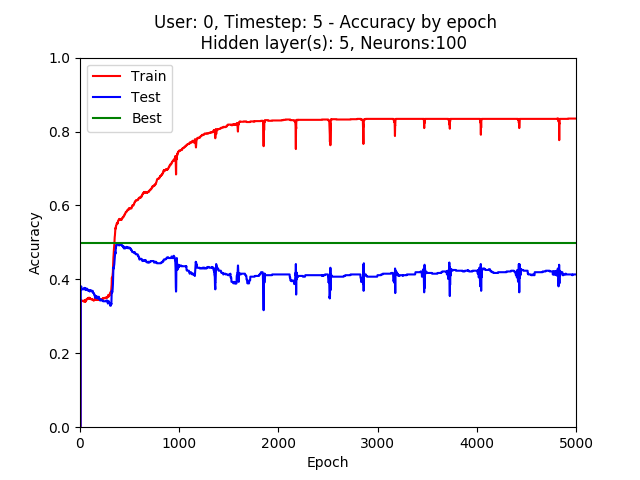 User: 0, Timestep: 5 - Accuracy by epoch
Hidden layer(s): 5, Neurons:100
Train
Test
Best
1.0
0.8
0.6
0.4
0.2
0.0
Accuracy
0 1000 2000 3000 4000 5000
Epoch